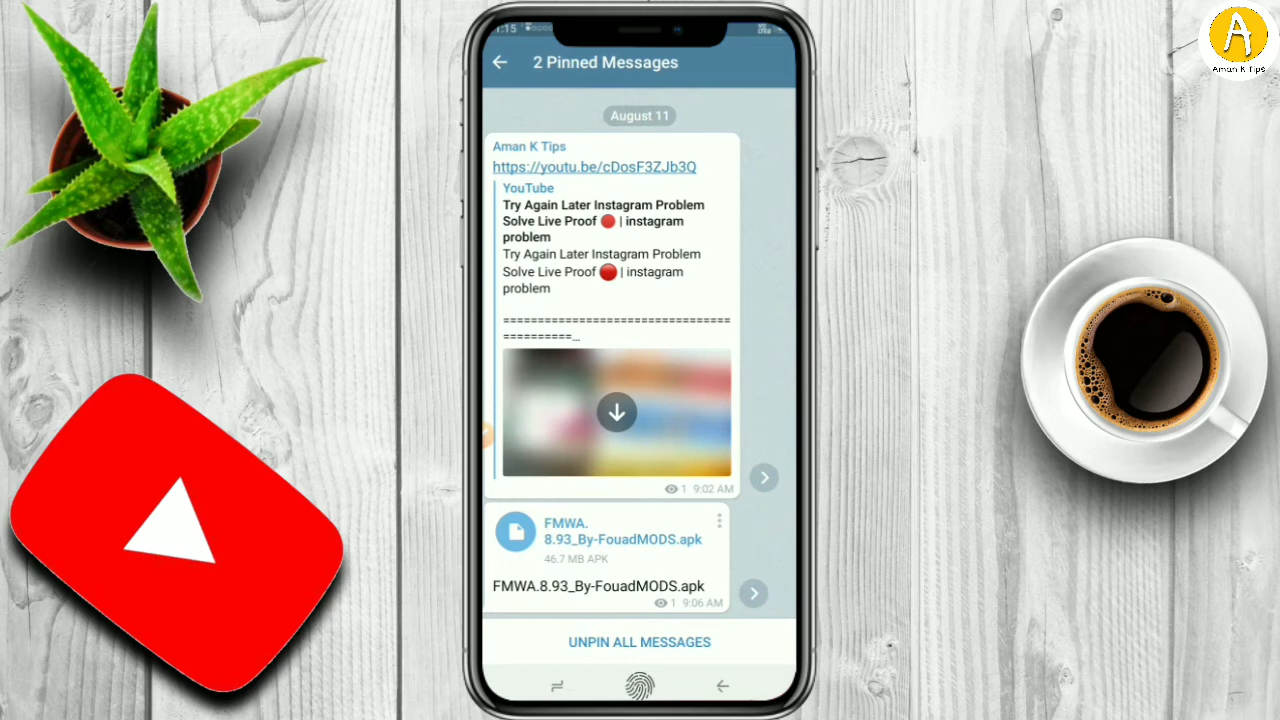 1:15
A
Aman K Tips
2 Pinned Messages
August 11
Aman K Tips
https://youtu.be/cDosF3ZJb3Q
YouTube
Try Again Later Instagram Problem
Solve Live Proof 🔴 | instagram
problem
Try Again Later Instagram Problem
Solve Live Proof 🔴 | instagram
problem
==============================
==========...
1 9:02 AM
FMWA.
8.93_By-FouadMODS.apk
46.7 MB APK
FMWA.8.93_By-FouadMODS.apk
1 9:06 AM
UNPIN ALL MESSAGES